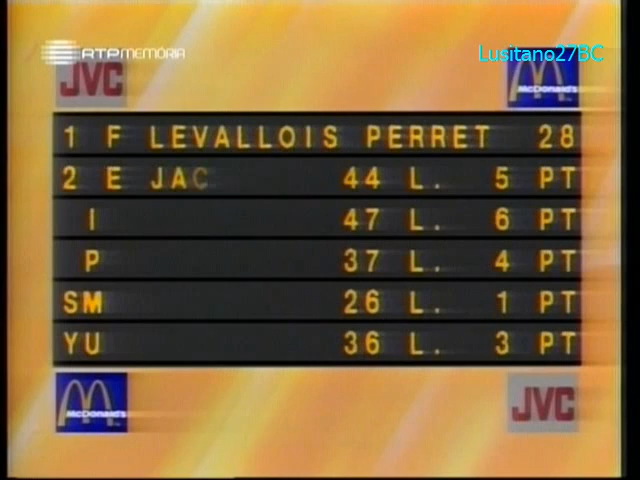 RTP MEMÓRIA
Lusitano27BC
JVC
McDonald's
1 F LEVALLOIS PERRET 28
2 E JAC 44 L. 5 PT
I 47 L. 6 PT
P 37 L. 4 PT
SM 26 L. 1 PT
YU 36 L. 3 PT
McDonald's
JVC